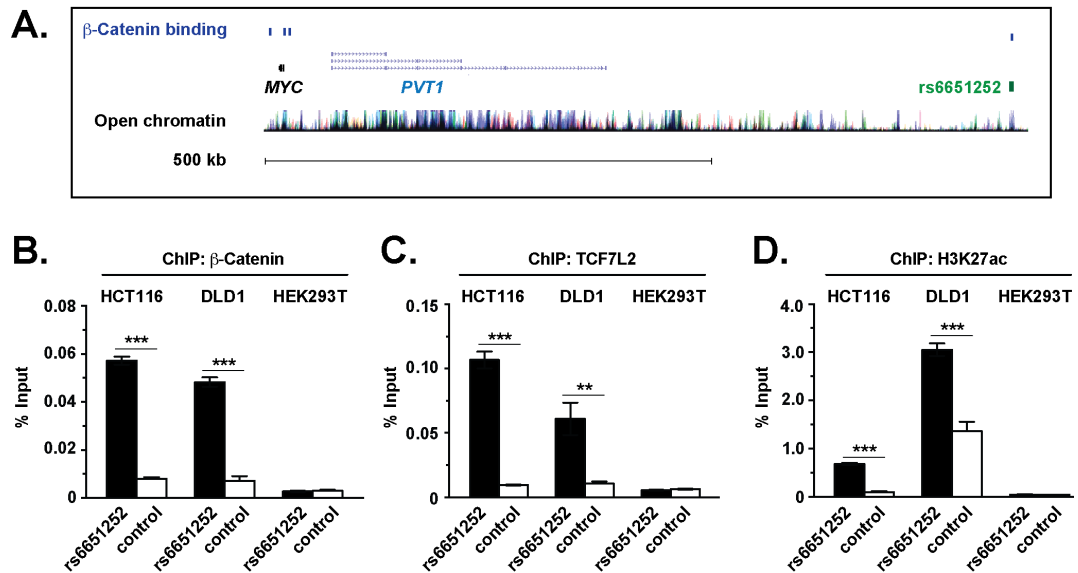 A.
β-Catenin binding
MYC
PVT1
rs6651252
Open chromatin
500 kb
B.
ChIP: β-Catenin
HCT116 DLD1 HEK293T
% Input
0.08
0.06
0.04
0.02
0
***
***
rs6651252
control
rs6651252
control
rs6651252
control
C.
ChIP: TCF7L2
HCT116 DLD1 HEK293T
% Input
0.15
0.10
0.05
0
***
**
rs6651252
control
rs6651252
control
rs6651252
control
D.
ChIP: H3K27ac
HCT116 DLD1 HEK293T
% Input
4.0
3.0
2.0
1.0
0
***
***
rs6651252
control
rs6651252
control
rs6651252
control